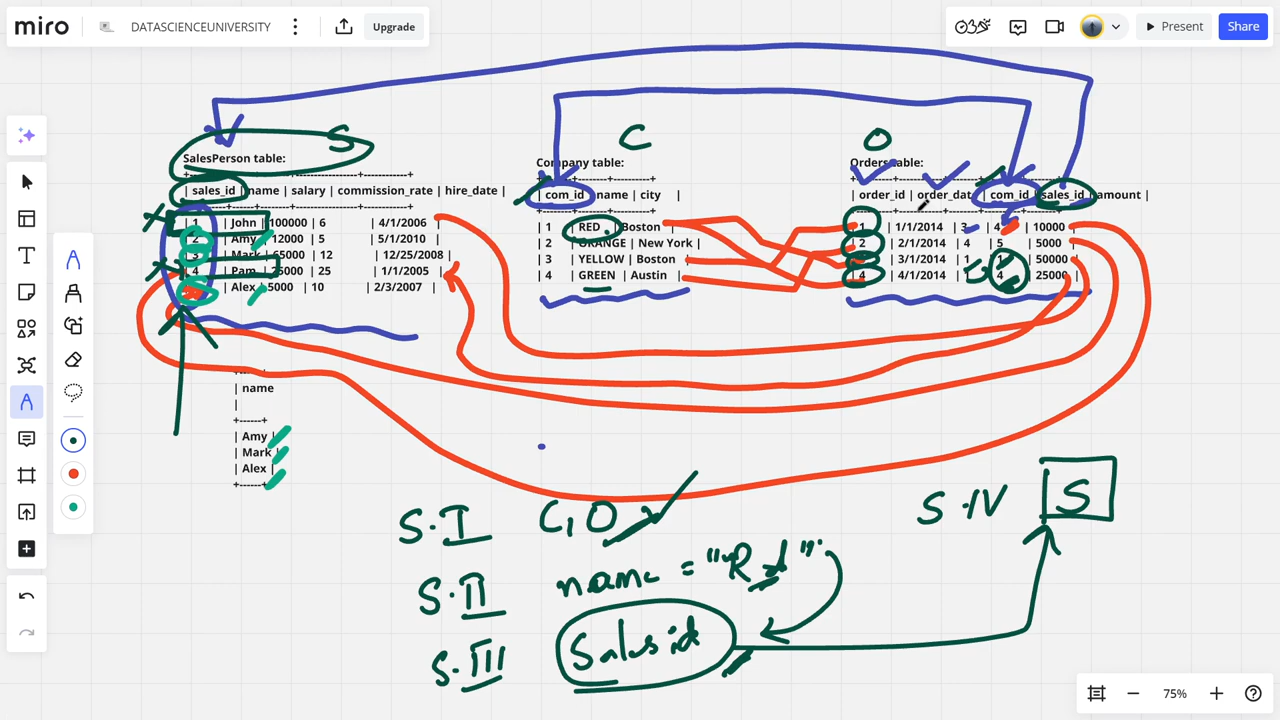 miro
DATASCIENCEUNIVERSITY
Upgrade
Present
Share
S
C
O
SalesPerson table:
| sales_id | name | salary | commission_rate | hire_date |
| John | 100000 | 6 | 4/1/2006 |
2 | Amy | 12000 | 5 | 5/1/2010 |
3 | Mark | 65000 | 12 | 12/25/2008 |
4 | Pam | 25000 | 25 | 1/1/2005 |
| Alex | 5000 | 10 | 2/3/2007 |
Company table:
| com_id | name | city |
| 1 | RED | Boston |
| 2 | ORANGE | New York |
| 3 | YELLOW | Boston |
| 4 | GREEN | Austin |
Orders table:
| order_id | order_date | com_id | sales_id | amount |
| 1 | 1/1/2014 | 3 | 4 | 10000 |
| 2 | 2/1/2014 | 4 | 5 | 5000 |
| 3 | 3/1/2014 | 1 | 1 | 50000 |
| 4 | 4/1/2014 | 1 | 4 | 25000 |
| name
|
+------+
| Amy |
| Mark |
| Alex |
+------+
S.I C, O
S.II name = "Red"
S.III Sales id
S.IV S
75%